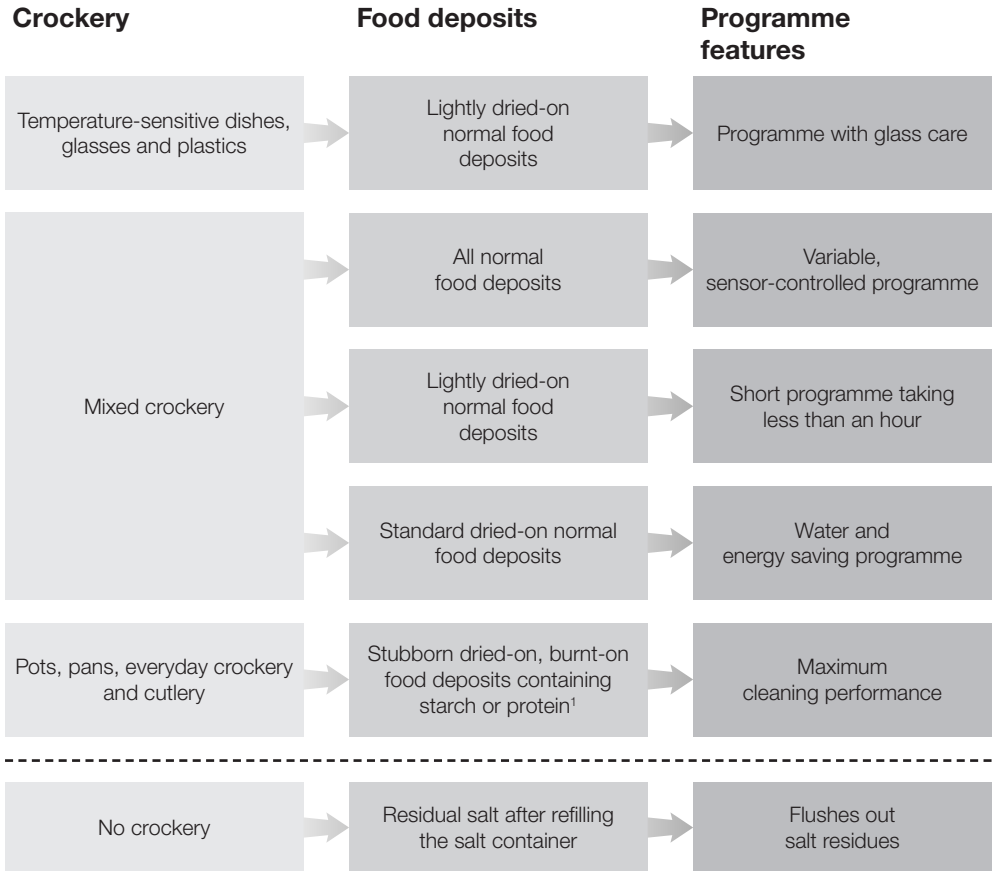 Crockery
Food deposits
Programme
features
Temperature-sensitive dishes,
glasses and plastics
Lightly dried-on
normal food
deposits
Programme with glass care
Mixed crockery
All normal
food deposits
Variable,
sensor-controlled programme
Lightly dried-on
normal food
deposits
Short programme taking
less than an hour
Standard dried-on normal
food deposits
Water and
energy saving programme
Pots, pans, everyday crockery
and cutlery
Stubborn dried-on, burnt-on
food deposits containing
starch or protein¹
Maximum
cleaning performance
No crockery
Residual salt after refilling
the salt container
Flushes out
salt residues